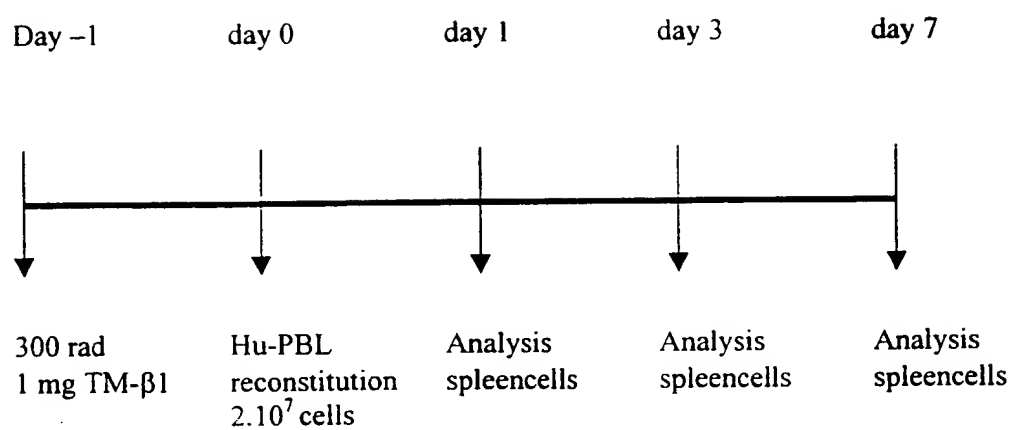 Day –1 day 0 day 1 day 3 day 7
300 rad
1 mg TM-β1
Hu-PBL
reconstitution
2.10⁷ cells
Analysis
spleencells
Analysis
spleencells
Analysis
spleencells